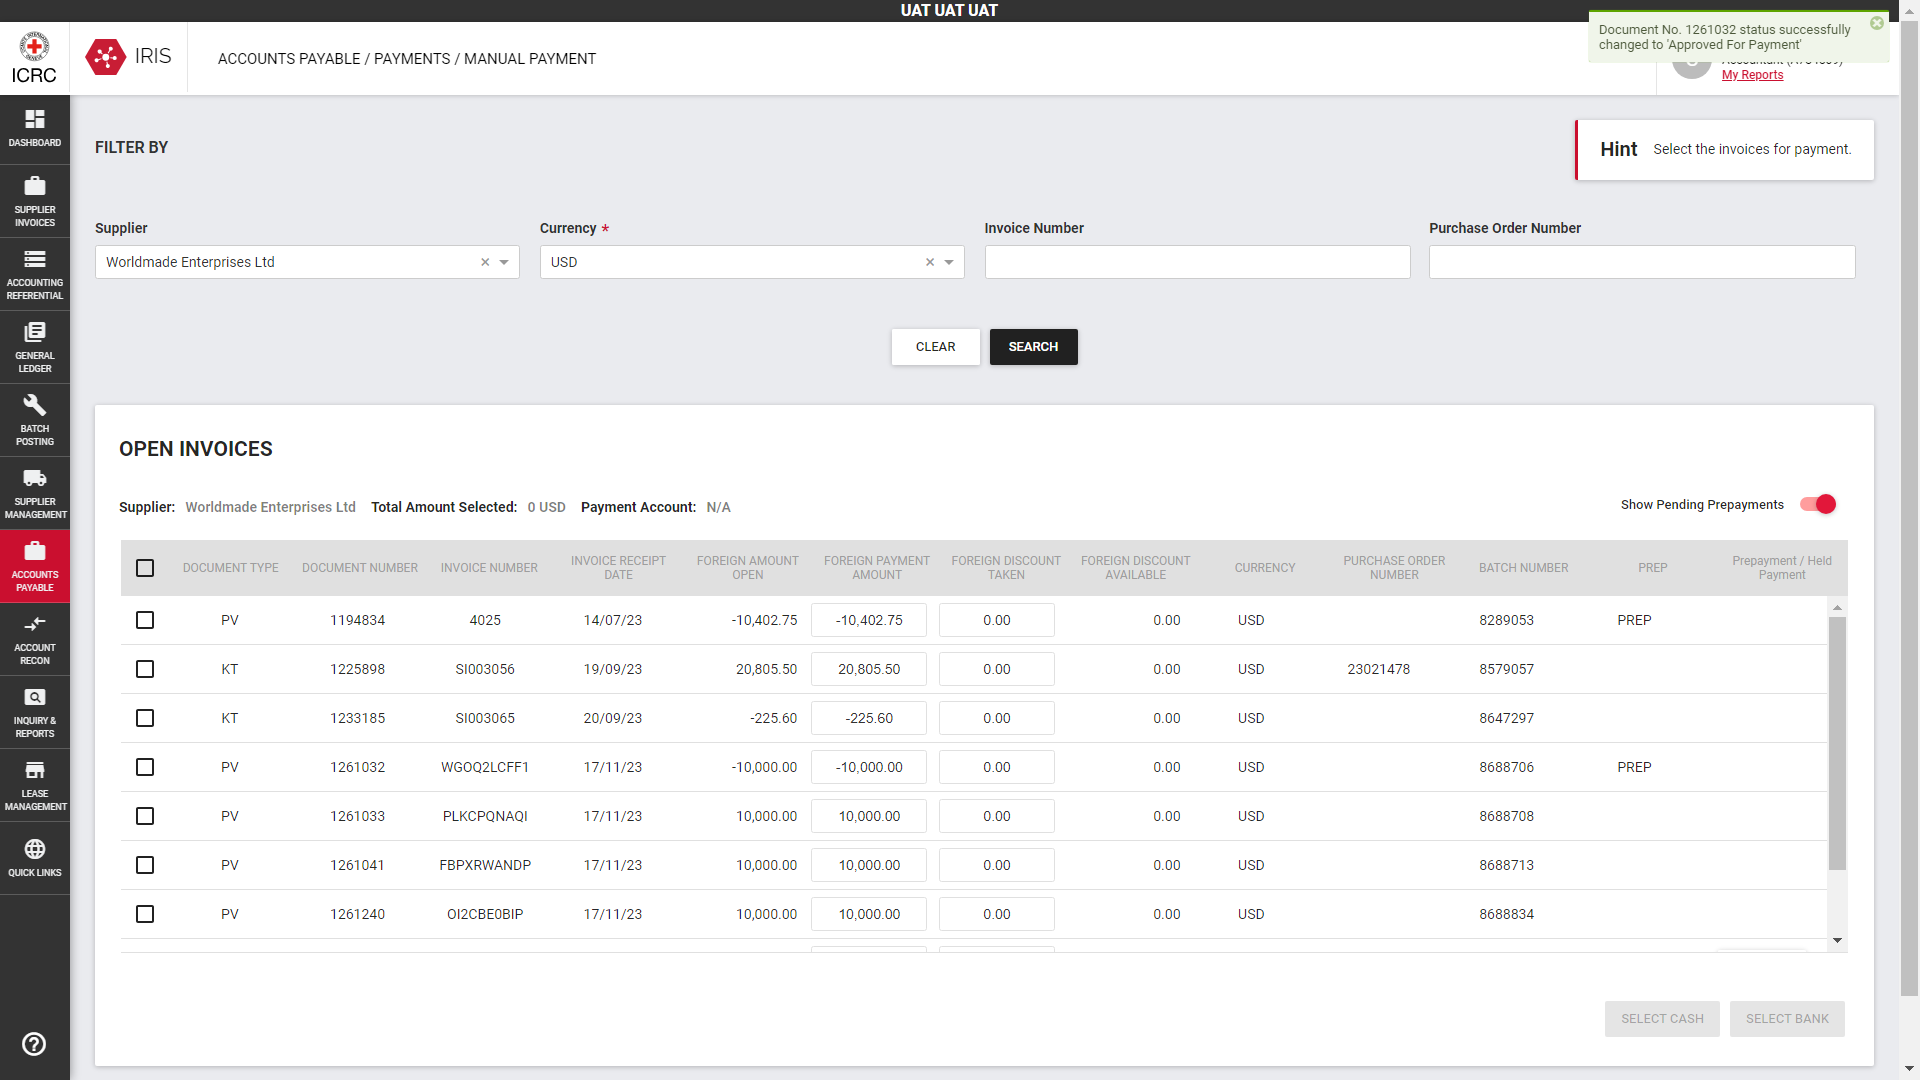 UAT UAT UAT
ICRC
IRIS
ACCOUNTS PAYABLE / PAYMENTS / MANUAL PAYMENT
Document No. 1261032 status successfully
changed to 'Approved For Payment'
My Reports
DASHBOARD
SUPPLIER
INVOICES
ACCOUNTING
REFERENTIAL
GENERAL
LEDGER
BATCH
POSTING
SUPPLIER
MANAGEMENT
ACCOUNTS
PAYABLE
ACCOUNT
RECON
INQUIRY &
REPORTS
LEASE
MANAGEMENT
QUICK LINKS
FILTER BY
Hint Select the invoices for payment.
Supplier Currency * Invoice Number Purchase Order Number
Worldmade Enterprises Ltd USD
CLEAR SEARCH
OPEN INVOICES
Supplier: Worldmade Enterprises Ltd Total Amount Selected: 0 USD Payment Account: N/A Show Pending Prepayments
DOCUMENT TYPE DOCUMENT NUMBER INVOICE NUMBER INVOICE RECEIPT DATE FOREIGN AMOUNT OPEN FOREIGN PAYMENT AMOUNT FOREIGN DISCOUNT TAKEN FOREIGN DISCOUNT AVAILABLE CURRENCY PURCHASE ORDER NUMBER BATCH NUMBER PREP Prepayment / Held Payment
PV 1194834 4025 14/07/23 -10,402.75 -10,402.75 0.00 0.00 USD 8289053 PREP
KT 1225898 SI003056 19/09/23 20,805.50 20,805.50 0.00 0.00 USD 23021478 8579057
KT 1233185 SI003065 20/09/23 -225.60 -225.60 0.00 0.00 USD 8647297
PV 1261032 WGOQ2LCFF1 17/11/23 -10,000.00 -10,000.00 0.00 0.00 USD 8688706 PREP
PV 1261033 PLKCPQNAQI 17/11/23 10,000.00 10,000.00 0.00 0.00 USD 8688708
PV 1261041 FBPXRWANDP 17/11/23 10,000.00 10,000.00 0.00 0.00 USD 8688713
PV 1261240 OI2CBE0BIP 17/11/23 10,000.00 10,000.00 0.00 0.00 USD 8688834
SELECT CASH SELECT BANK